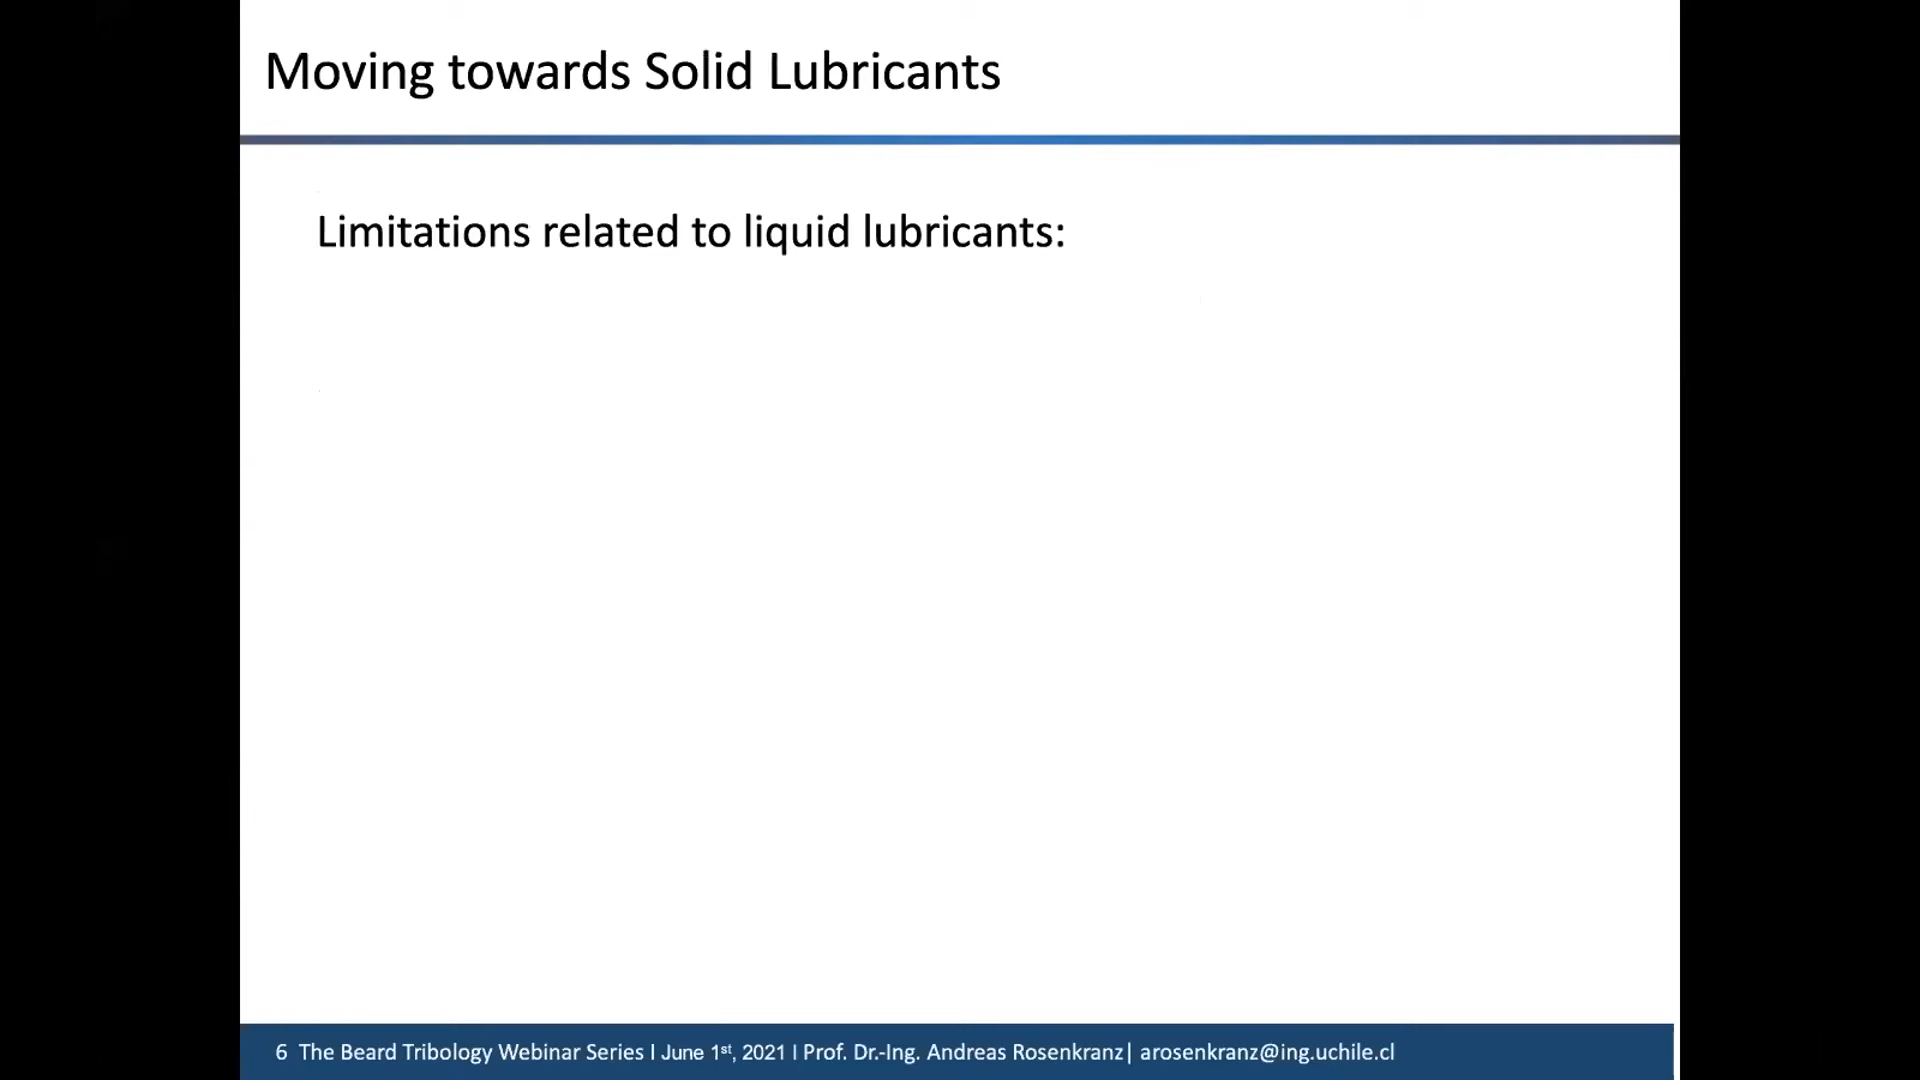 Moving towards Solid Lubricants
Limitations related to liquid lubricants:
6 The Beard Tribology Webinar Series I June 1st, 2021 I Prof. Dr.-Ing. Andreas Rosenkranz| arosenkranz@ing.uchile.cl